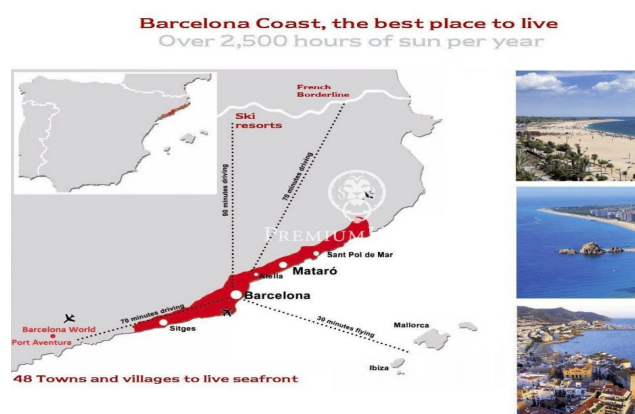 Barcelona Coast, the best place to live
Over 2,500 hours of sun per year
French
Borderline
Ski
resorts
90 minutes driving
70 minutes driving
PREMIUM
Sant Pol de Mar
Mataró
Alella
Barcelona
70 minutes driving
Barcelona World
Port Aventura
Sitges
30 minutes flying
Mallorca
Ibiza
48 Towns and villages to live seafront